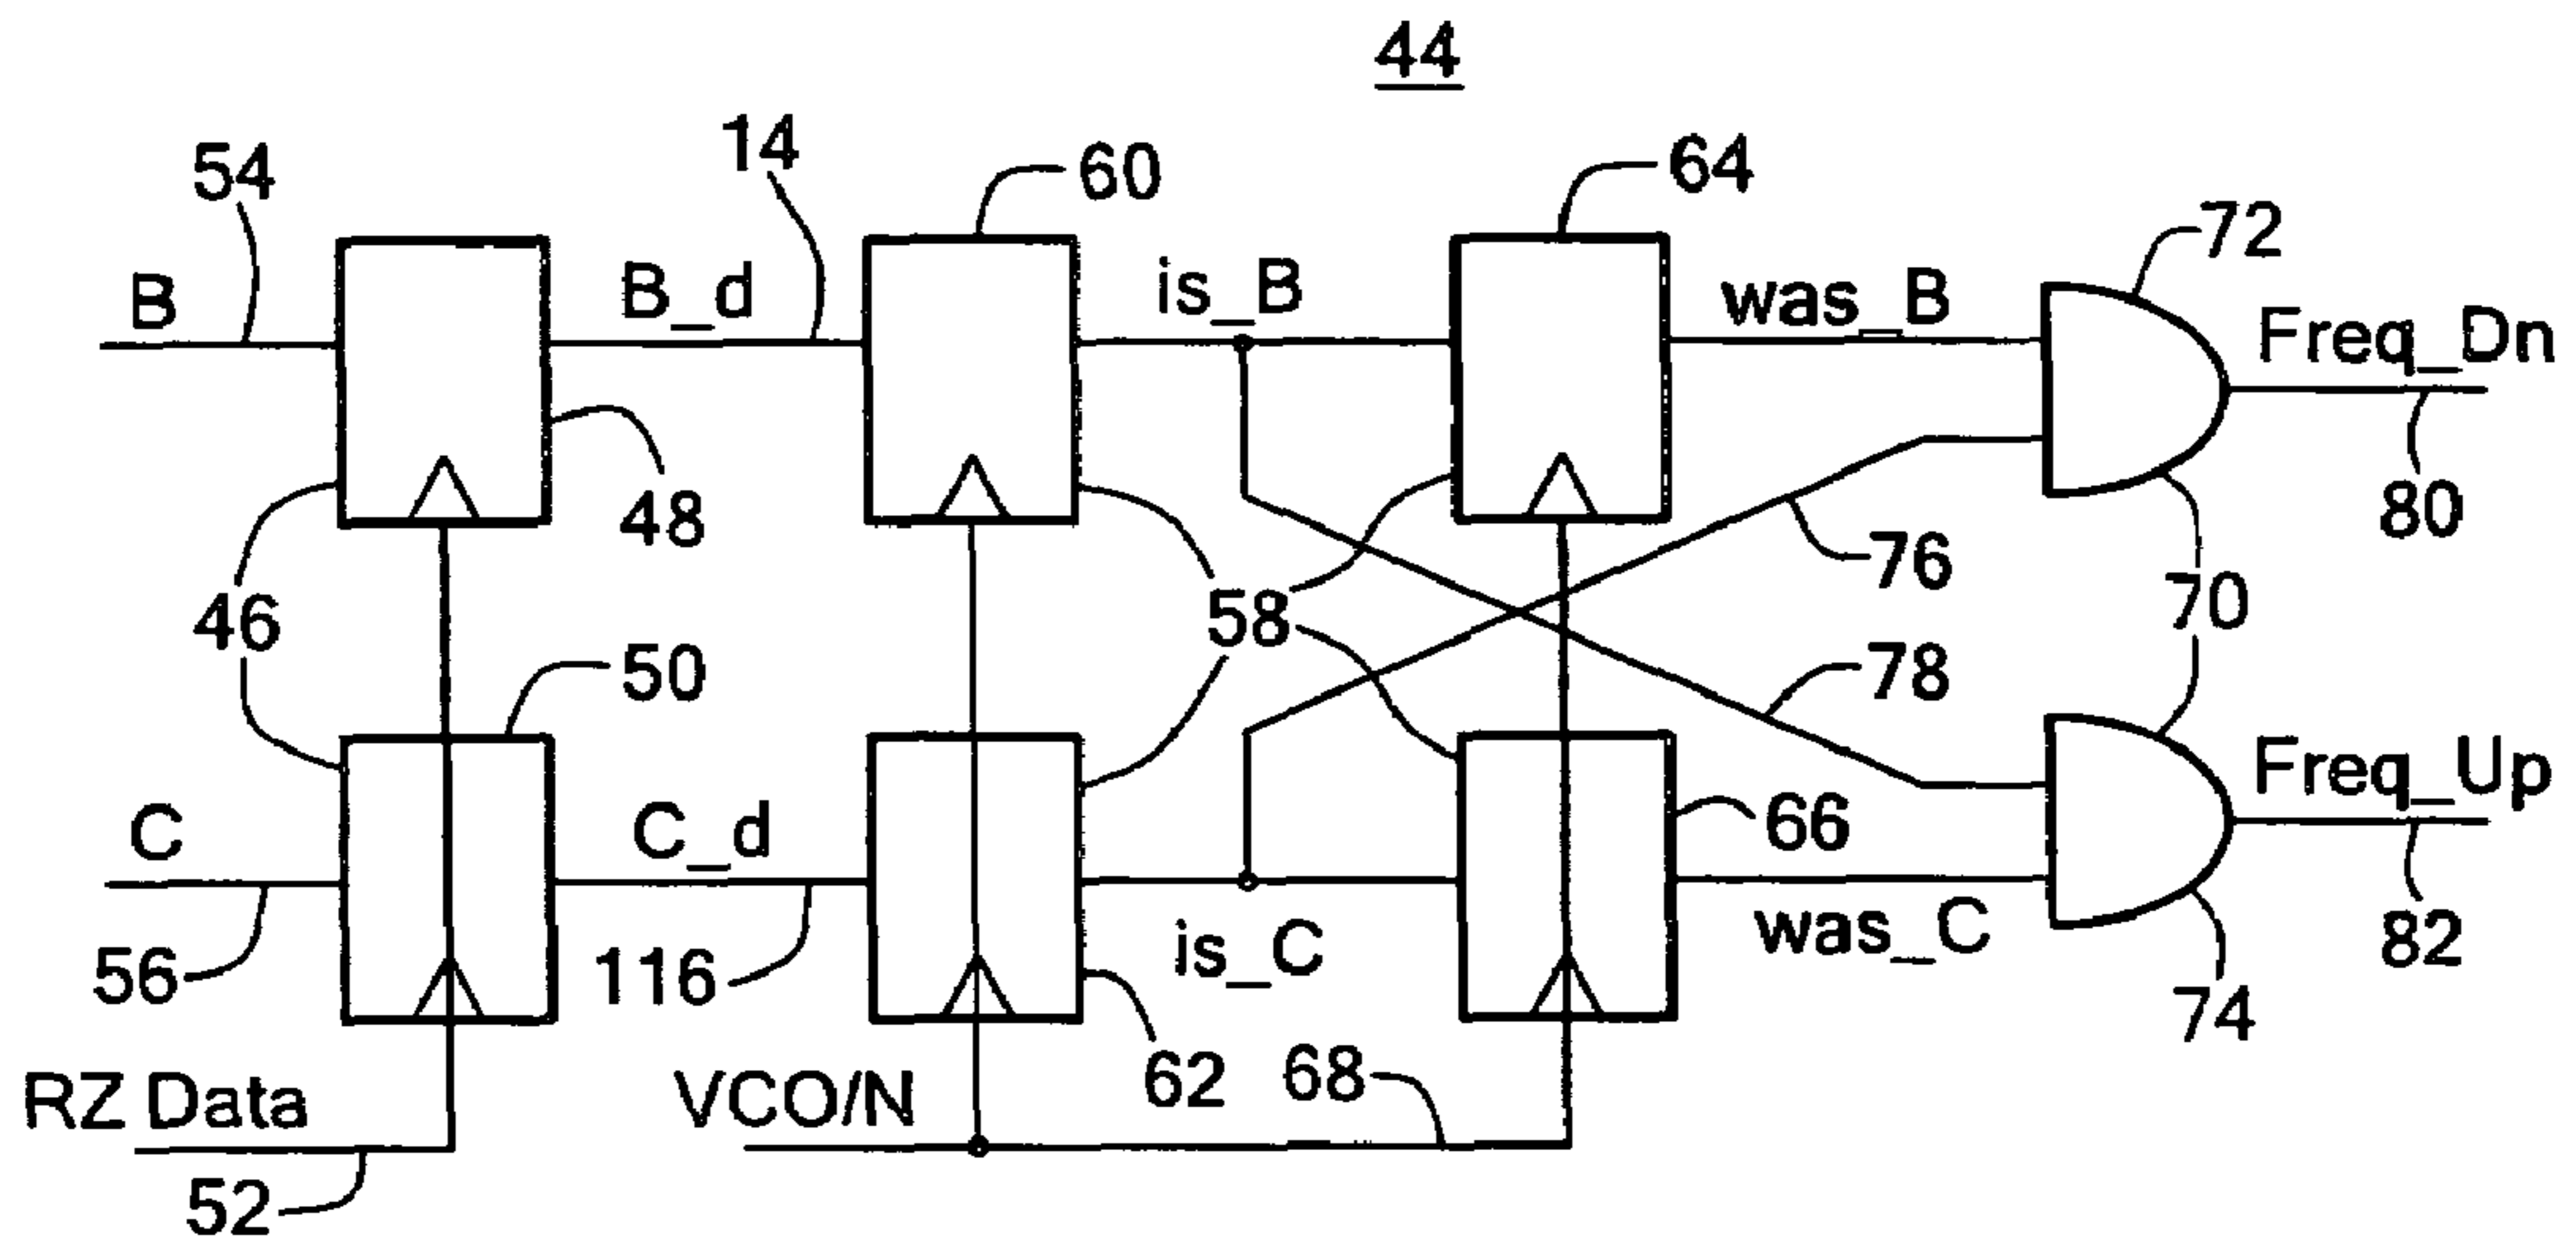 44
54
14
60
64
72
B
B_d
is_B
was_B
Freq_Dn
48
76
80
46
58
70
50
78
C
C_d
66
Freq_Up
56
116
is_C
was_C
82
74
RZ Data
VCO/N
62
68
52